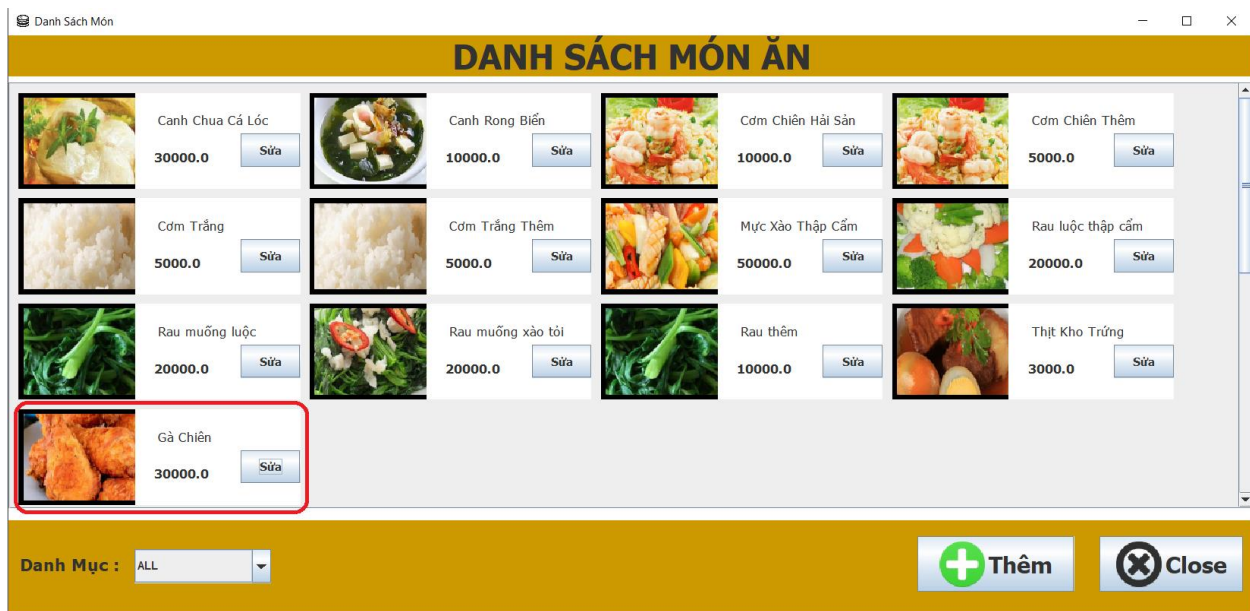 Danh Sách Món
DANH SÁCH MÓN ĂN
Canh Chua Cá Lóc
30000.0 Sửa
Canh Rong Biển
10000.0 Sửa
Cơm Chiên Hải Sản
10000.0 Sửa
Cơm Chiên Thêm
5000.0 Sửa
Cơm Trắng
5000.0 Sửa
Cơm Trắng Thêm
5000.0 Sửa
Mực Xào Thập Cẩm
50000.0 Sửa
Rau luộc thập cẩm
20000.0 Sửa
Rau muống luộc
20000.0 Sửa
Rau muống xào tỏi
20000.0 Sửa
Rau thêm
10000.0 Sửa
Thịt Kho Trứng
3000.0 Sửa
Gà Chiên
30000.0 Sửa
Danh Mục : ALL
Thêm
Close